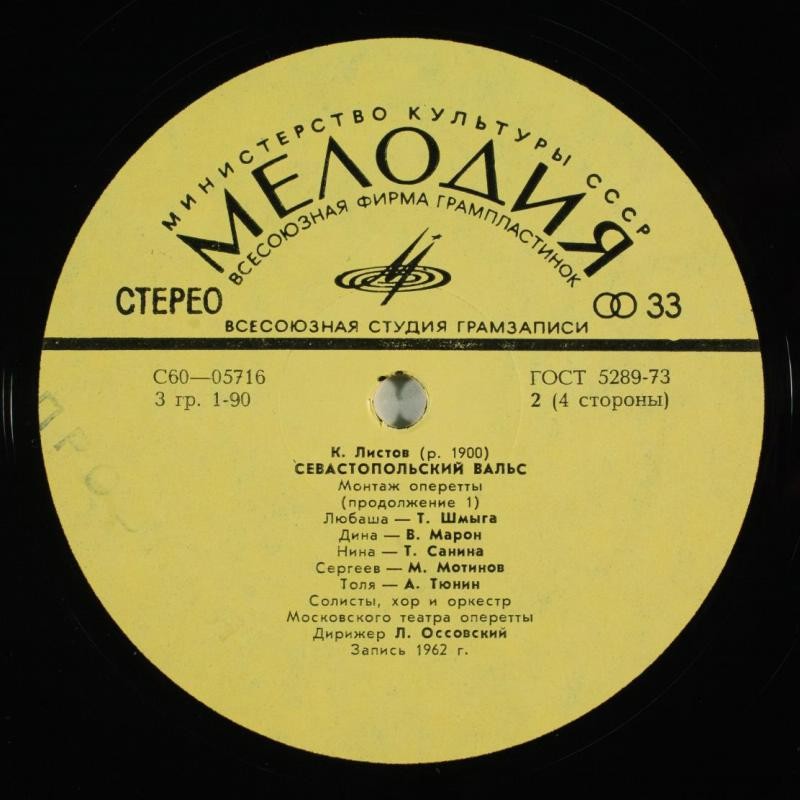 МИНИСТЕРСТВО КУЛЬТУРЫ СССР
МЕЛОДИЯ
ВСЕСОЮЗНАЯ ФИРМА ГРАМПЛАСТИНОК
СТЕРЕО
33
ВСЕСОЮЗНАЯ СТУДИЯ ГРАМЗАПИСИ
С60—05716
ГОСТ 5289-73
3 гр. 1-90
2 (4 стороны)
К. Листов (р. 1900)
СЕВАСТОПОЛЬСКИЙ ВАЛЬС
Монтаж оперетты
(продолжение 1)
Любаша — Т. Шмыга
Дина — В. Марон
Нина — Т. Санина
Сергеев — М. Мотинов
Толя — А. Тюнин
Солисты, хор и оркестр
Московского театра оперетты
Дирижер Л. Оссовский
Запись 1962 г.